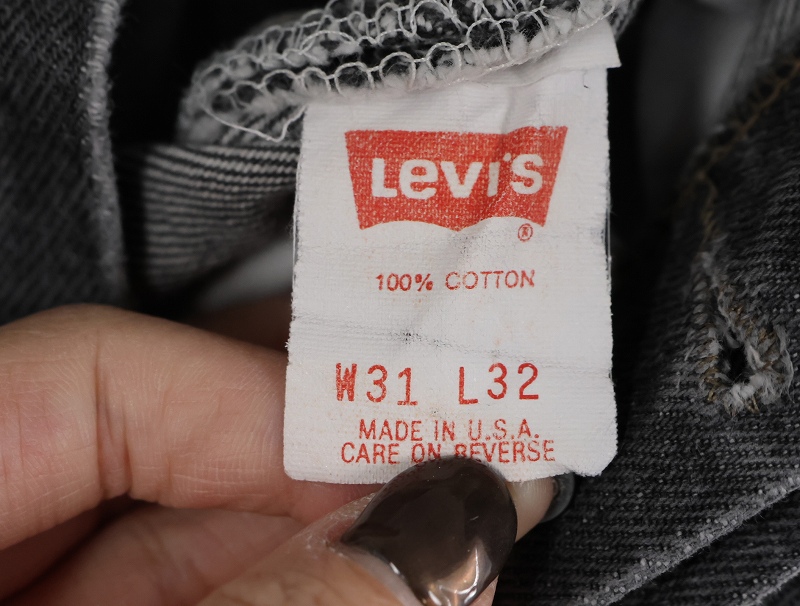 Levi's
®
100% COTTON
W31 L32
MADE IN U.S.A.
CARE ON REVERSE